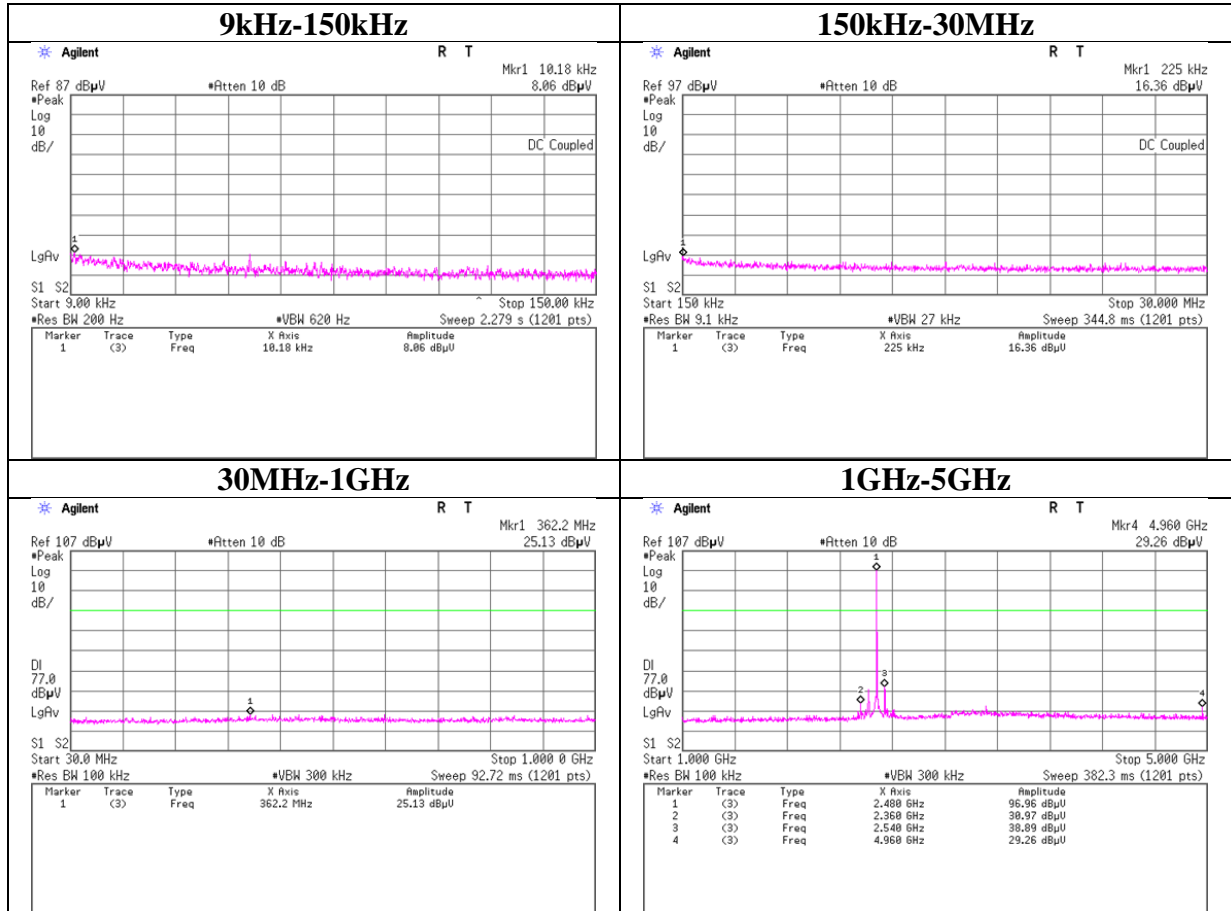 9kHz-150kHz
Agilent R T
Mkr1 10.18 kHz
Ref 87 dBµV #Atten 10 dB 8.06 dBµV
#Peak
Log
10
dB/
DC Coupled
1
LgAv
S1 S2
Start 9.00 kHz ^ Stop 150.00 kHz
#Res BW 200 Hz #VBW 620 Hz Sweep 2.279 s (1201 pts)
Marker Trace Type X Axis Amplitude
1 (3) Freq 10.18 kHz 8.06 dBµV
150kHz-30MHz
Agilent R T
Mkr1 225 kHz
Ref 97 dBµV #Atten 10 dB 16.36 dBµV
#Peak
Log
10
dB/
DC Coupled
1
LgAv
S1 S2
Start 150 kHz Stop 30.000 MHz
#Res BW 9.1 kHz #VBW 27 kHz Sweep 344.8 ms (1201 pts)
Marker Trace Type X Axis Amplitude
1 (3) Freq 225 kHz 16.36 dBµV
30MHz-1GHz
Agilent R T
Mkr1 362.2 MHz
Ref 107 dBµV #Atten 10 dB 25.13 dBµV
#Peak
Log
10
dB/
DI
77.0
dBµV
1
LgAv
S1 S2
Start 30.0 MHz Stop 1.000 0 GHz
#Res BW 100 kHz #VBW 300 kHz Sweep 92.72 ms (1201 pts)
Marker Trace Type X Axis Amplitude
1 (3) Freq 362.2 MHz 25.13 dBµV
1GHz-5GHz
Agilent R T
Mkr4 4.960 GHz
Ref 107 dBµV #Atten 10 dB 29.26 dBµV
#Peak
1
Log
10
dB/
DI
3
77.0
dBµV
2 4
LgAv
S1 S2
Start 1.000 GHz Stop 5.000 GHz
#Res BW 100 kHz #VBW 300 kHz Sweep 382.3 ms (1201 pts)
Marker Trace Type X Axis Amplitude
1 (3) Freq 2.480 GHz 96.96 dBµV
2 (3) Freq 2.360 GHz 30.97 dBµV
3 (3) Freq 2.540 GHz 38.89 dBµV
4 (3) Freq 4.960 GHz 29.26 dBµV